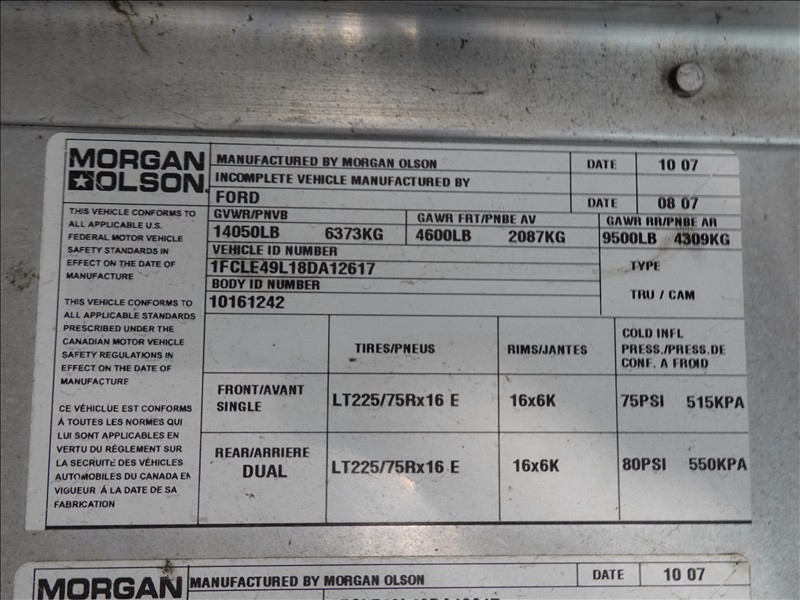 MORGAN OLSON
MANUFACTURED BY MORGAN OLSON DATE 10 07
INCOMPLETE VEHICLE MANUFACTURED BY
FORD DATE 08 07
GVWR/PNVB GAWR FRT/PNBE AV GAWR RR/PNBE AR
14050LB 6373KG 4600LB 2087KG 9500LB 4309KG
VEHICLE ID NUMBER
1FCLE49L18DA12617
TYPE
BODY ID NUMBER
10161242
TRU / CAM
THIS VEHICLE CONFORMS TO
ALL APPLICABLE U.S.
FEDERAL MOTOR VEHICLE
SAFETY STANDARDS IN
EFFECT ON THE DATE OF
MANUFACTURE
THIS VEHICLE CONFORMS TO
ALL APPLICABLE STANDARDS
PRESCRIBED UNDER THE
CANADIAN MOTOR VEHICLE
SAFETY REGULATIONS IN
EFFECT ON THE DATE OF
MANUFACTURE
CE VÉHICLUE EST CONFORMS
À TOUTES LES NORMES QUI
LUI SONT APPLICABLES EN
VERTU DU RÈGLEMENT SUR
LA SECRUITE DES VÉHICLES
AUTOMOBILES DU CANADA EN
VIGUEUR À LA DATE DE SA
FABRICATION
TIRES/PNEUS RIMS/JANTES
COLD INFL
PRESS./PRESS.DE
CONF. A FROID
FRONT/AVANT
SINGLE
LT225/75Rx16 E 16x6K 75PSI 515KPA
REAR/ARRIERE
DUAL
LT225/75Rx16 E 16x6K 80PSI 550KPA
MORGAN
MANUFACTURED BY MORGAN OLSON DATE 10 07